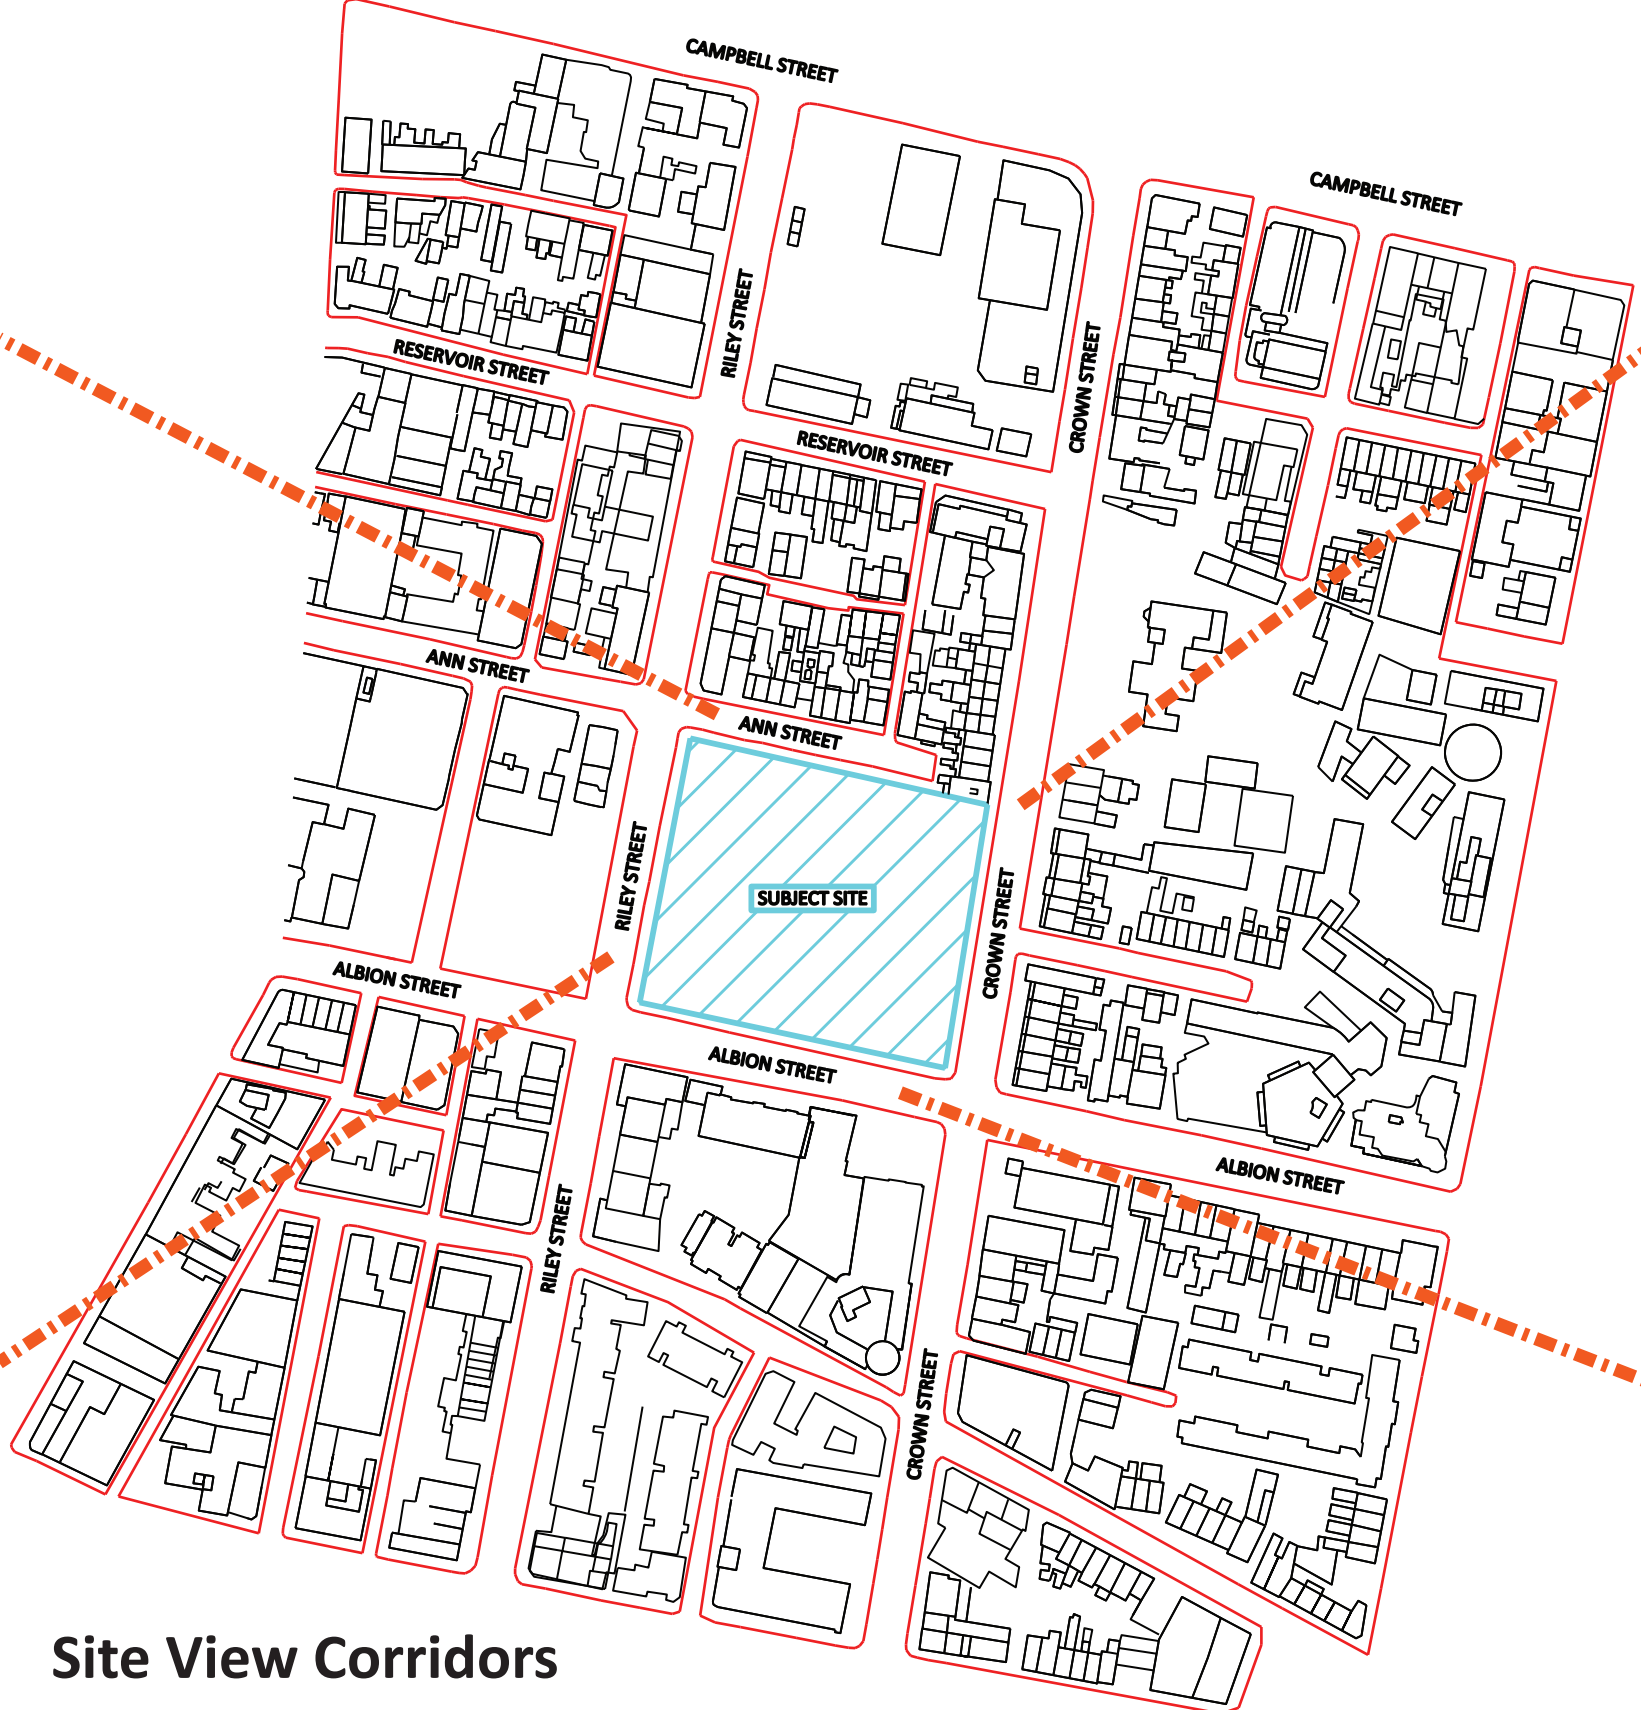 CAMPBELL STREET
CAMPBELL STREET
RILEY STREET
CROWN STREET
RESERVOIR STREET
RESERVOIR STREET
ANN STREET
ANN STREET
RILEY STREET
SUBJECT SITE
CROWN STREET
ALBION STREET
ALBION STREET
ALBION STREET
RILEY STREET
CROWN STREET
Site View Corridors